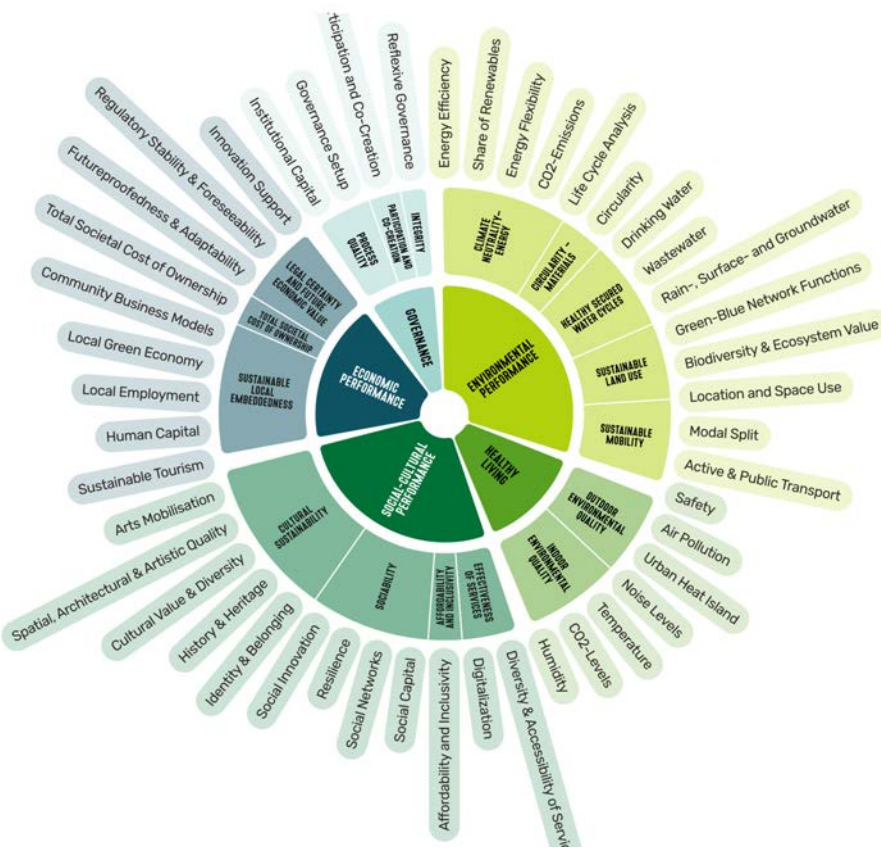 GOVERNANCE
ENVIRONMENTAL
PERFORMANCE
HEALTHY
LIVING
SOCIAL-CULTURAL
PERFORMANCE
ECONOMIC
PERFORMANCE
PROCESS
QUALITY
PARTICIPATION AND
CO-CREATION
INTEGRITY
CLIMATE
NEUTRALITY–
ENERGY
CIRCULARITY –
MATERIALS
HEALTHY SECURED
WATER CYCLES
SUSTAINABLE
LAND USE
SUSTAINABLE
MOBILITY
OUTDOOR
ENVIRONMENTAL
QUALITY
INDOOR
ENVIRONMENTAL
QUALITY
EFFECTIVENESS
OF SERVICES
AFFORDABILITY
AND INCLUSIVITY
SOCIABILITY
CULTURAL
SUSTAINABILITY
SUSTAINABLE
LOCAL
EMBEDDEDNESS
TOTAL SOCIETAL
COST OF OWNERSHIP
LEGAL CERTAINTY
AND FUTURE
ECONOMIC VALUE
Institutional Capital
Governance Setup
rticipation and Co-Creation
Reflexive Governance
Energy Efficiency
Share of Renewables
Energy Flexibility
CO2-Emissions
Life Cycle Analysis
Circularity
Drinking Water
Wastewater
Rain-, Surface- and Groundwater
Green-Blue Network Functions
Biodiversity & Ecosystem Value
Location and Space Use
Modal Split
Active & Public Transport
Safety
Air Pollution
Urban Heat Island
Noise Levels
Temperature
CO2-Levels
Humidity
Diversity & Accessibility of Servic
Digitalization
Affordability and Inclusivity
Social Capital
Social Networks
Resilience
Social Innovation
Identity & Belonging
History & Heritage
Cultural Value & Diversity
Spatial, Architectural & Artistic Quality
Arts Mobilisation
Sustainable Tourism
Human Capital
Local Employment
Local Green Economy
Community Business Models
Total Societal Cost of Ownership
Futureproofedness & Adaptability
Regulatory Stability & Foreseeability
Innovation Support